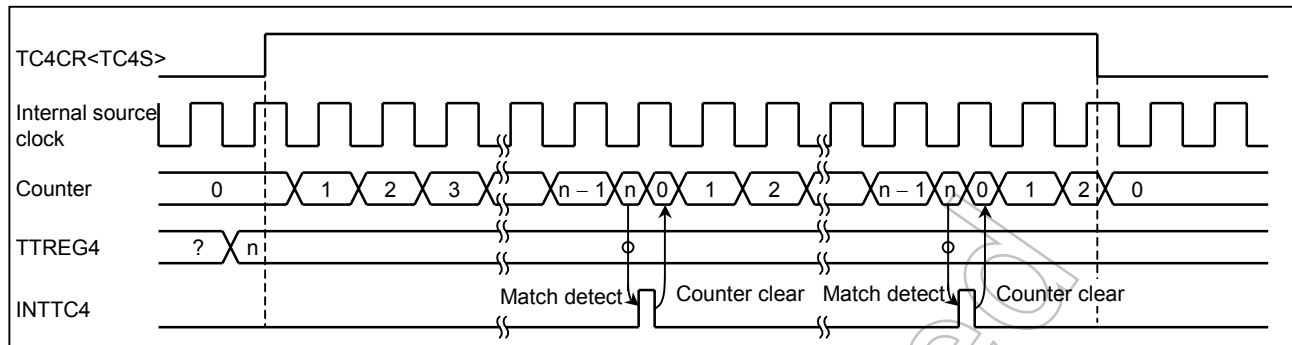 TC4CR<TC4S>
Internal source
clock
Counter 0 1 2 3 n – 1 n 0 1 2 n – 1 n 0 1 2 0
TTREG4 ? n
Match detect Counter clear Match detect Counter clear
INTTC4